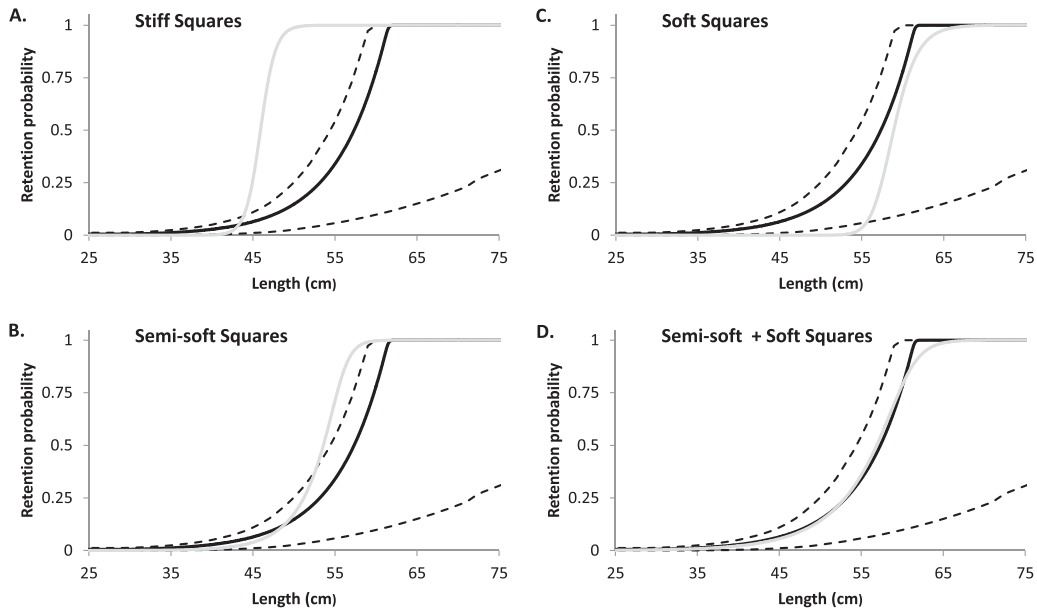 A.
Stiff Squares
Retention probability
1
0.75
0.5
0.25
0
25 35 45 55 65 75
Length (cm)
C.
Soft Squares
Retention probability
1
0.75
0.5
0.25
0
25 35 45 55 65 75
Length (cm)
B.
Semi-soft Squares
Retention probability
1
0.75
0.5
0.25
0
25 35 45 55 65 75
Length (cm)
D.
Semi-soft + Soft Squares
Retention probability
1
0.75
0.5
0.25
0
25 35 45 55 65 75
Length (cm)